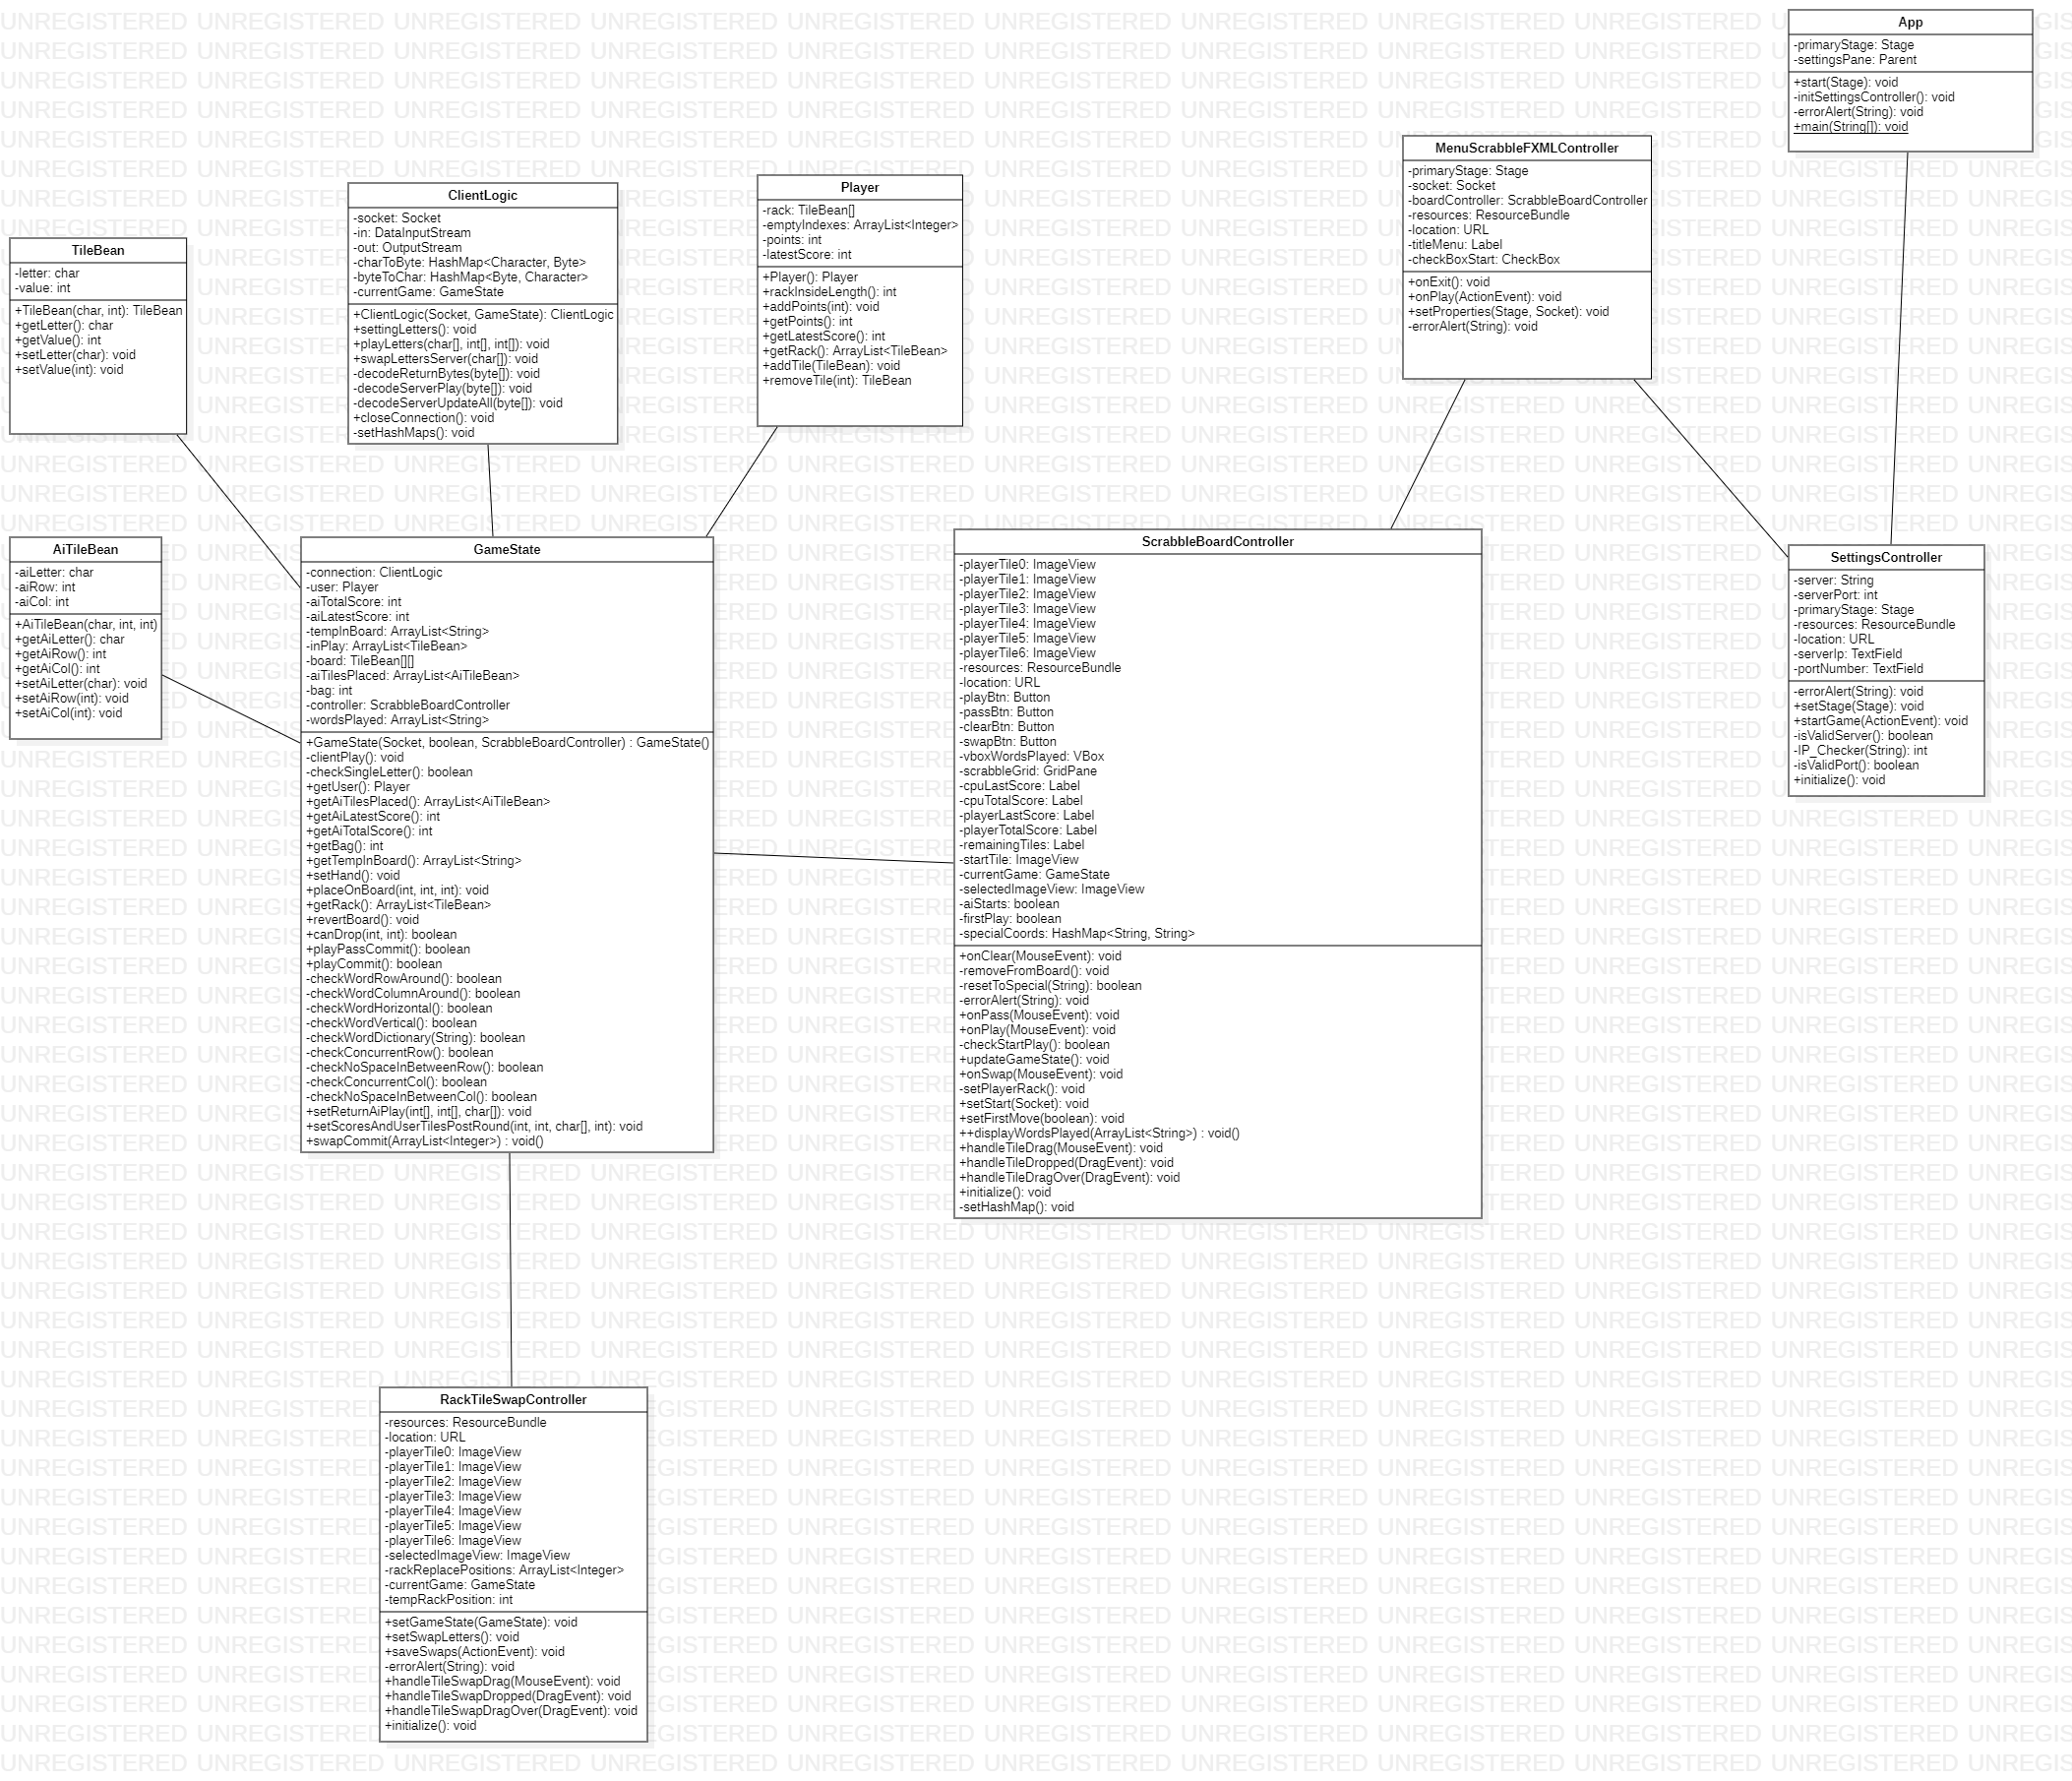 App
-primaryStage: Stage
-settingsPane: Parent
+start(Stage): void
-initSettingsController(): void
-errorAlert(String): void
+main(String[]): void
MenuScrabbleFXMLController
-primaryStage: Stage
-socket: Socket
-boardController: ScrabbleBoardController
-resources: ResourceBundle
-location: URL
-titleMenu: Label
-checkBoxStart: CheckBox
+onExit(): void
+onPlay(ActionEvent): void
+setProperties(Stage, Socket): void
-errorAlert(String): void
Player
-rack: TileBean[]
-emptyIndexes: ArrayList<Integer>
-points: int
-latestScore: int
+Player(): Player
+rackInsideLength(): int
+addPoints(int): void
+getPoints(): int
+getLatestScore(): int
+getRack(): ArrayList<TileBean>
+addTile(TileBean): void
+removeTile(int): TileBean
ClientLogic
-socket: Socket
-in: DataInputStream
-out: OutputStream
-charToByte: HashMap<Character, Byte>
-byteToChar: HashMap<Byte, Character>
-currentGame: GameState
+ClientLogic(Socket, GameState): ClientLogic
+settingLetters(): void
+playLetters(char[], int[], int[]): void
+swapLettersServer(char[]): void
-decodeReturnBytes(byte[]): void
-decodeServerPlay(byte[]): void
-decodeServerUpdateAll(byte[]): void
+closeConnection(): void
-setHashMaps(): void
TileBean
-letter: char
-value: int
+TileBean(char, int): TileBean
+getLetter(): char
+getValue(): int
+setLetter(char): void
+setValue(int): void
AiTileBean
-aiLetter: char
-aiRow: int
-aiCol: int
+AiTileBean(char, int, int)
+getAiLetter(): char
+getAiRow(): int
+getAiCol(): int
+setAiLetter(char): void
+setAiRow(int): void
+setAiCol(int): void
GameState
-connection: ClientLogic
-user: Player
-aiTotalScore: int
-aiLatestScore: int
-tempInBoard: ArrayList<String>
-inPlay: ArrayList<TileBean>
-board: TileBean[][]
-aiTilesPlaced: ArrayList<AiTileBean>
-bag: int
-controller: ScrabbleBoardController
-wordsPlayed: ArrayList<String>
+GameState(Socket, boolean, ScrabbleBoardController) : GameState()
-clientPlay(): void
-checkSingleLetter(): boolean
+getUser(): Player
+getAiTilesPlaced(): ArrayList<AiTileBean>
+getAiLatestScore(): int
+getAiTotalScore(): int
+getBag(): int
+getTempInBoard(): ArrayList<String>
+setHand(): void
+placeOnBoard(int, int, int): void
+getRack(): ArrayList<TileBean>
+revertBoard(): void
+canDrop(int, int): boolean
+playPassCommit(): boolean
+playCommit(): boolean
-checkWordRowAround(): boolean
-checkWordColumnAround(): boolean
-checkWordHorizontal(): boolean
-checkWordVertical(): boolean
-checkWordDictionary(String): boolean
-checkConcurrentRow(): boolean
-checkNoSpaceInBetweenRow(): boolean
-checkConcurrentCol(): boolean
-checkNoSpaceInBetweenCol(): boolean
+setReturnAiPlay(int[], int[], char[]): void
+setScoresAndUserTilesPostRound(int, int, char[], int): void
+swapCommit(ArrayList<Integer>) : void()
ScrabbleBoardController
-playerTile0: ImageView
-playerTile1: ImageView
-playerTile2: ImageView
-playerTile3: ImageView
-playerTile4: ImageView
-playerTile5: ImageView
-playerTile6: ImageView
-resources: ResourceBundle
-location: URL
-playBtn: Button
-passBtn: Button
-clearBtn: Button
-swapBtn: Button
-vboxWordsPlayed: VBox
-scrabbleGrid: GridPane
-cpuLastScore: Label
-cpuTotalScore: Label
-playerLastScore: Label
-playerTotalScore: Label
-remainingTiles: Label
-startTile: ImageView
-currentGame: GameState
-selectedImageView: ImageView
-aiStarts: boolean
-firstPlay: boolean
-specialCoords: HashMap<String, String>
+onClear(MouseEvent): void
-removeFromBoard(): void
-resetToSpecial(String): boolean
-errorAlert(String): void
+onPass(MouseEvent): void
+onPlay(MouseEvent): void
-checkStartPlay(): boolean
+updateGameState(): void
+onSwap(MouseEvent): void
-setPlayerRack(): void
+setStart(Socket): void
+setFirstMove(boolean): void
++displayWordsPlayed(ArrayList<String>) : void()
+handleTileDrag(MouseEvent): void
+handleTileDropped(DragEvent): void
+handleTileDragOver(DragEvent): void
+initialize(): void
-setHashMap(): void
SettingsController
-server: String
-serverPort: int
-primaryStage: Stage
-resources: ResourceBundle
-location: URL
-serverIp: TextField
-portNumber: TextField
-errorAlert(String): void
+setStage(Stage): void
+startGame(ActionEvent): void
-isValidServer(): boolean
-IP_Checker(String): int
-isValidPort(): boolean
+initialize(): void
RackTileSwapController
-resources: ResourceBundle
-location: URL
-playerTile0: ImageView
-playerTile1: ImageView
-playerTile2: ImageView
-playerTile3: ImageView
-playerTile4: ImageView
-playerTile5: ImageView
-playerTile6: ImageView
-selectedImageView: ImageView
-rackReplacePositions: ArrayList<Integer>
-currentGame: GameState
-tempRackPosition: int
+setGameState(GameState): void
+setSwapLetters(): void
+saveSwaps(ActionEvent): void
-errorAlert(String): void
+handleTileSwapDrag(MouseEvent): void
+handleTileSwapDropped(DragEvent): void
+handleTileSwapDragOver(DragEvent): void
+initialize(): void
UNREGISTERED